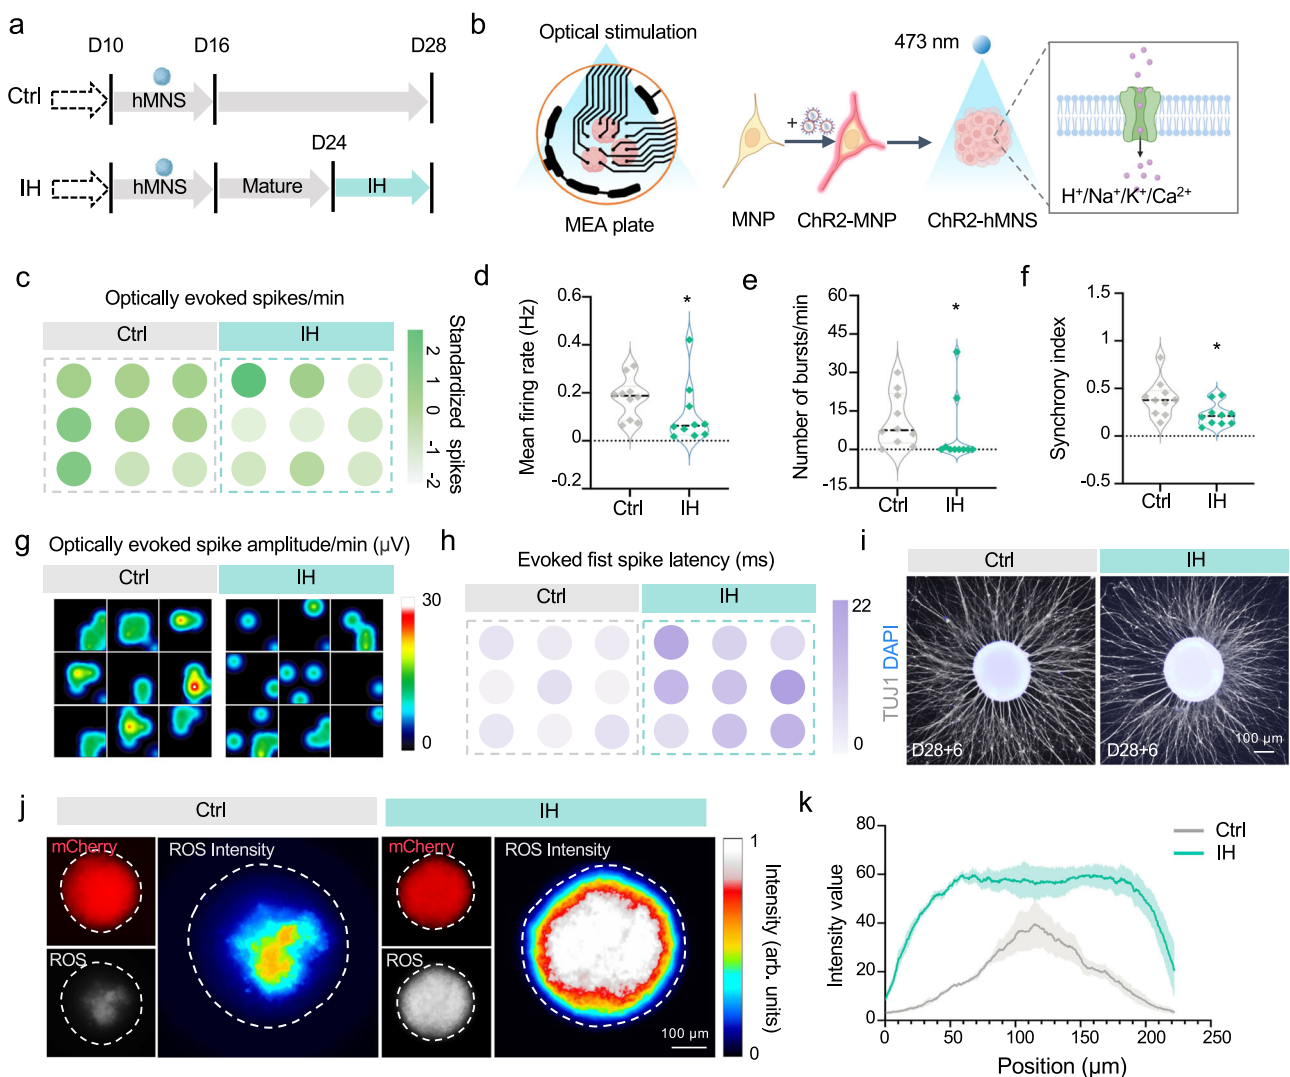 a
D10
D16
D28
Ctrl
hMNS
D24
IH
hMNS
Mature
IH
b
Optical stimulation
473 nm
+
MEA plate
MNP
ChR2-MNP
ChR2-hMNS
H⁺/Na⁺/K⁺/Ca²⁺
c
Optically evoked spikes/min
Ctrl
IH
2
1
0
-1
-2
Standardized spikes
d
Mean firing rate (Hz)
0.6
0.4
0.2
0
-0.2
*
Ctrl
IH
e
Number of bursts/min
60
45
30
15
0
-15
*
Ctrl
IH
f
Synchrony index
1.5
1
0.5
0
-0.5
*
Ctrl
IH
g
Optically evoked spike amplitude/min (µV)
Ctrl
IH
30
0
h
Evoked fist spike latency (ms)
Ctrl
IH
22
0
i
Ctrl
IH
TUJ1 DAPI
D28+6
D28+6
100 µm
j
Ctrl
IH
mCherry
ROS Intensity
mCherry
ROS Intensity
ROS
ROS
100 µm
1
0
Intensity (arb. units)
k
Ctrl
IH
Intensity value
80
60
40
20
0
0
50
100
150
200
250
Position (µm)